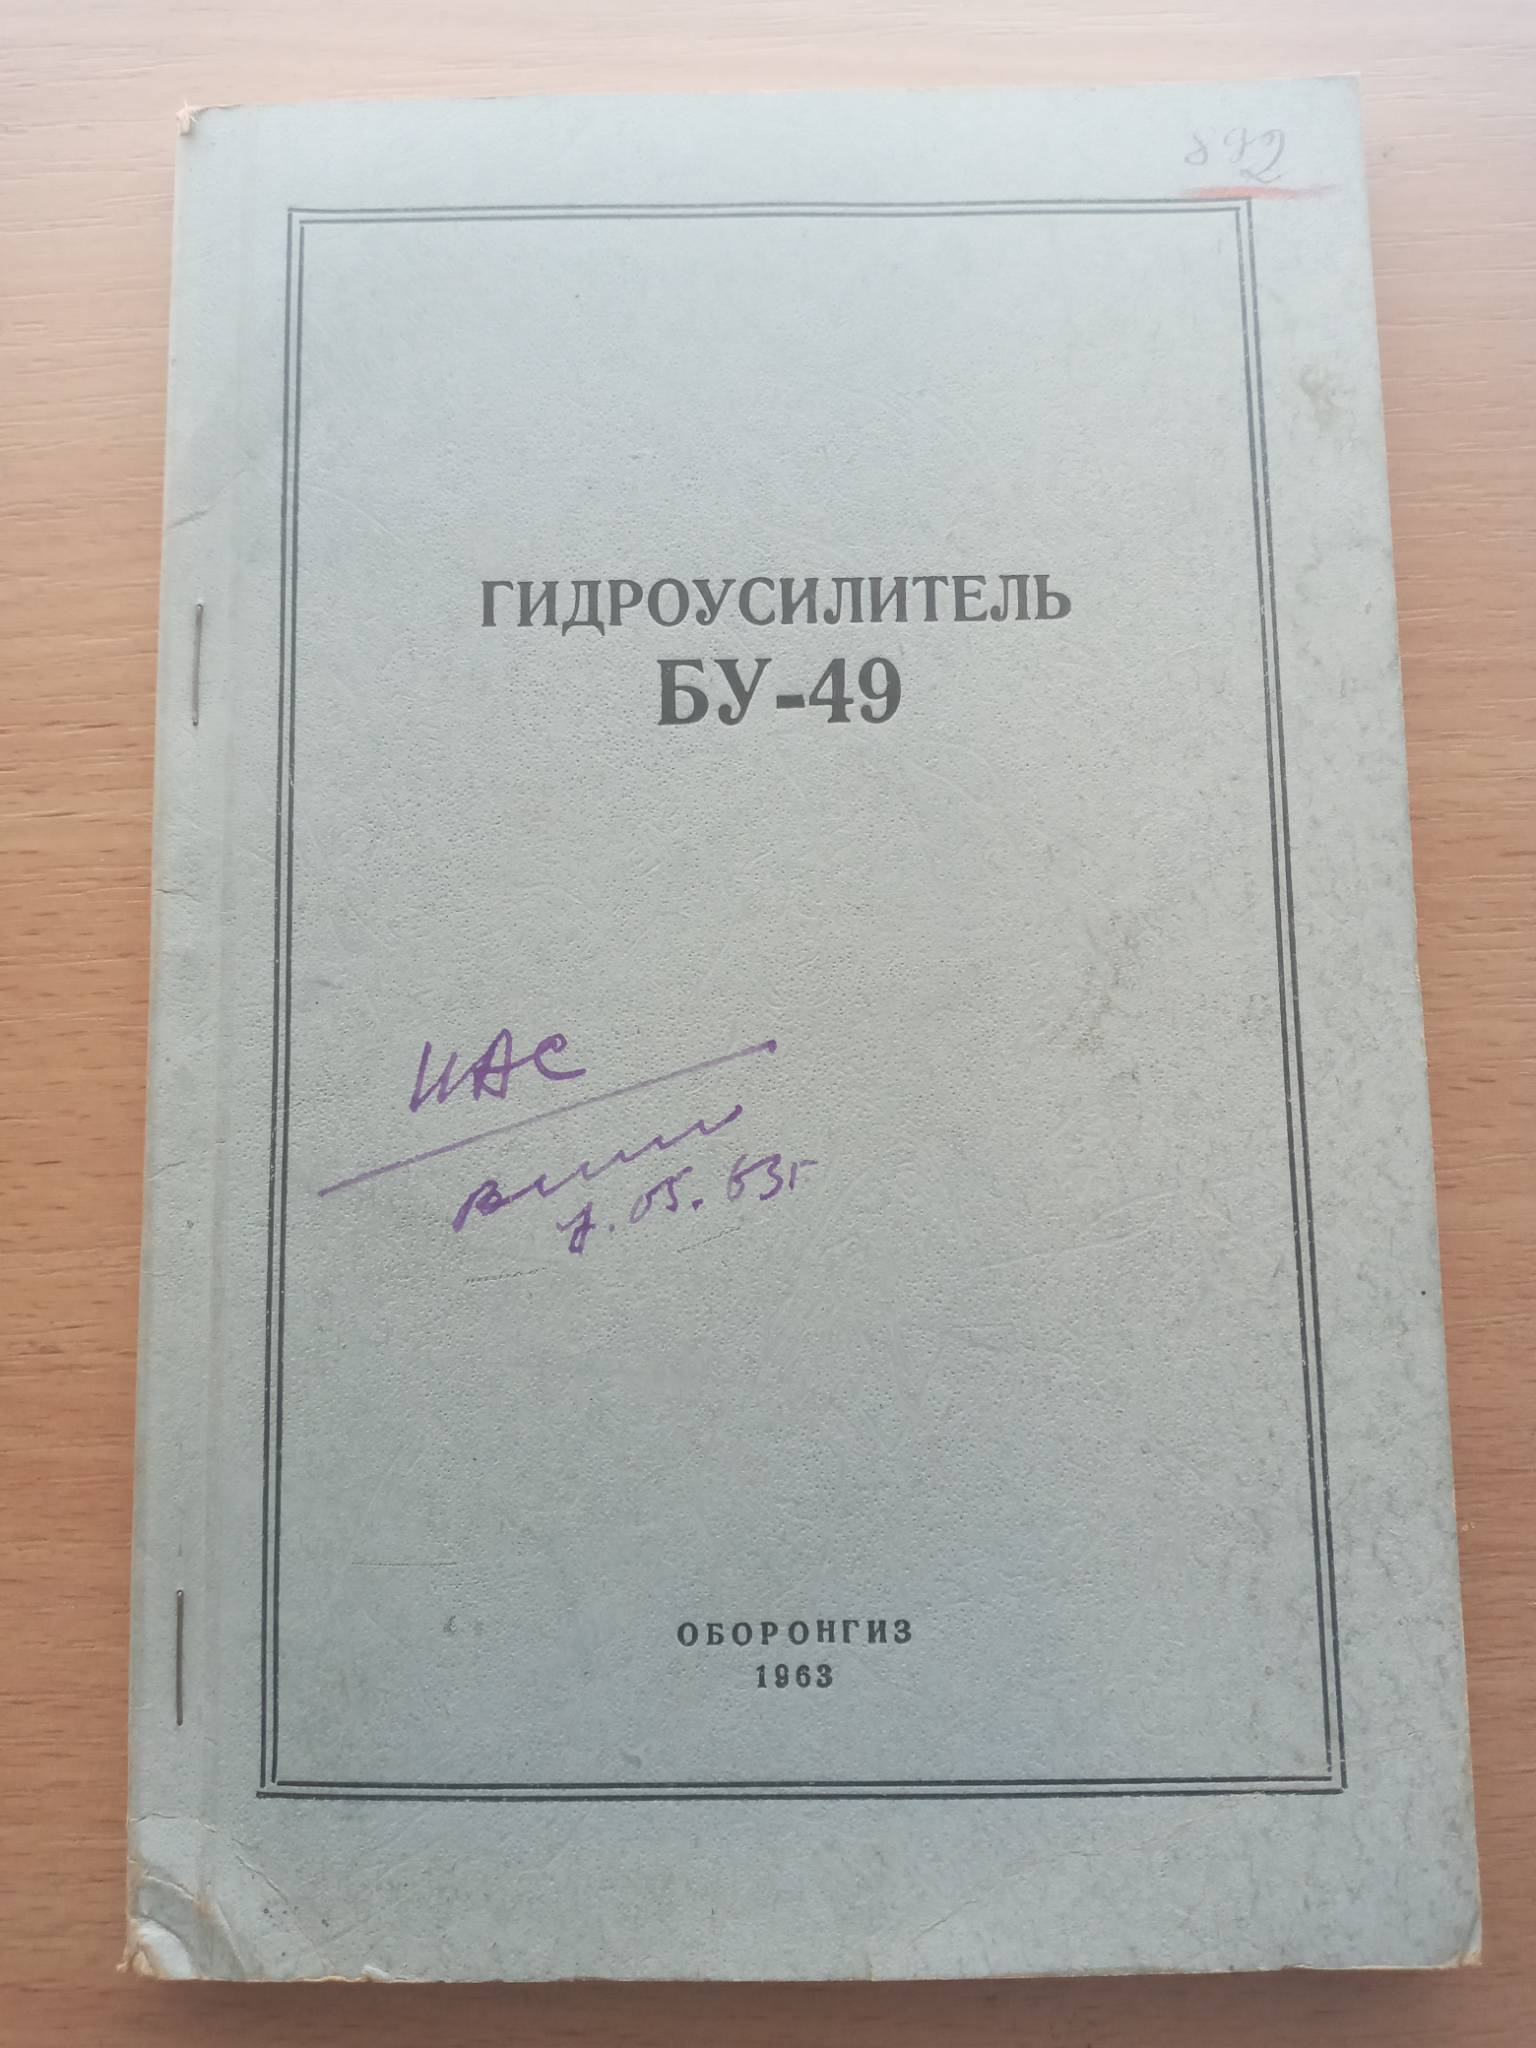 892
ГИДРОУСИЛИТЕЛЬ
БУ-49
ИАС
7.05.63г
ОБОРОНГИЗ
1963